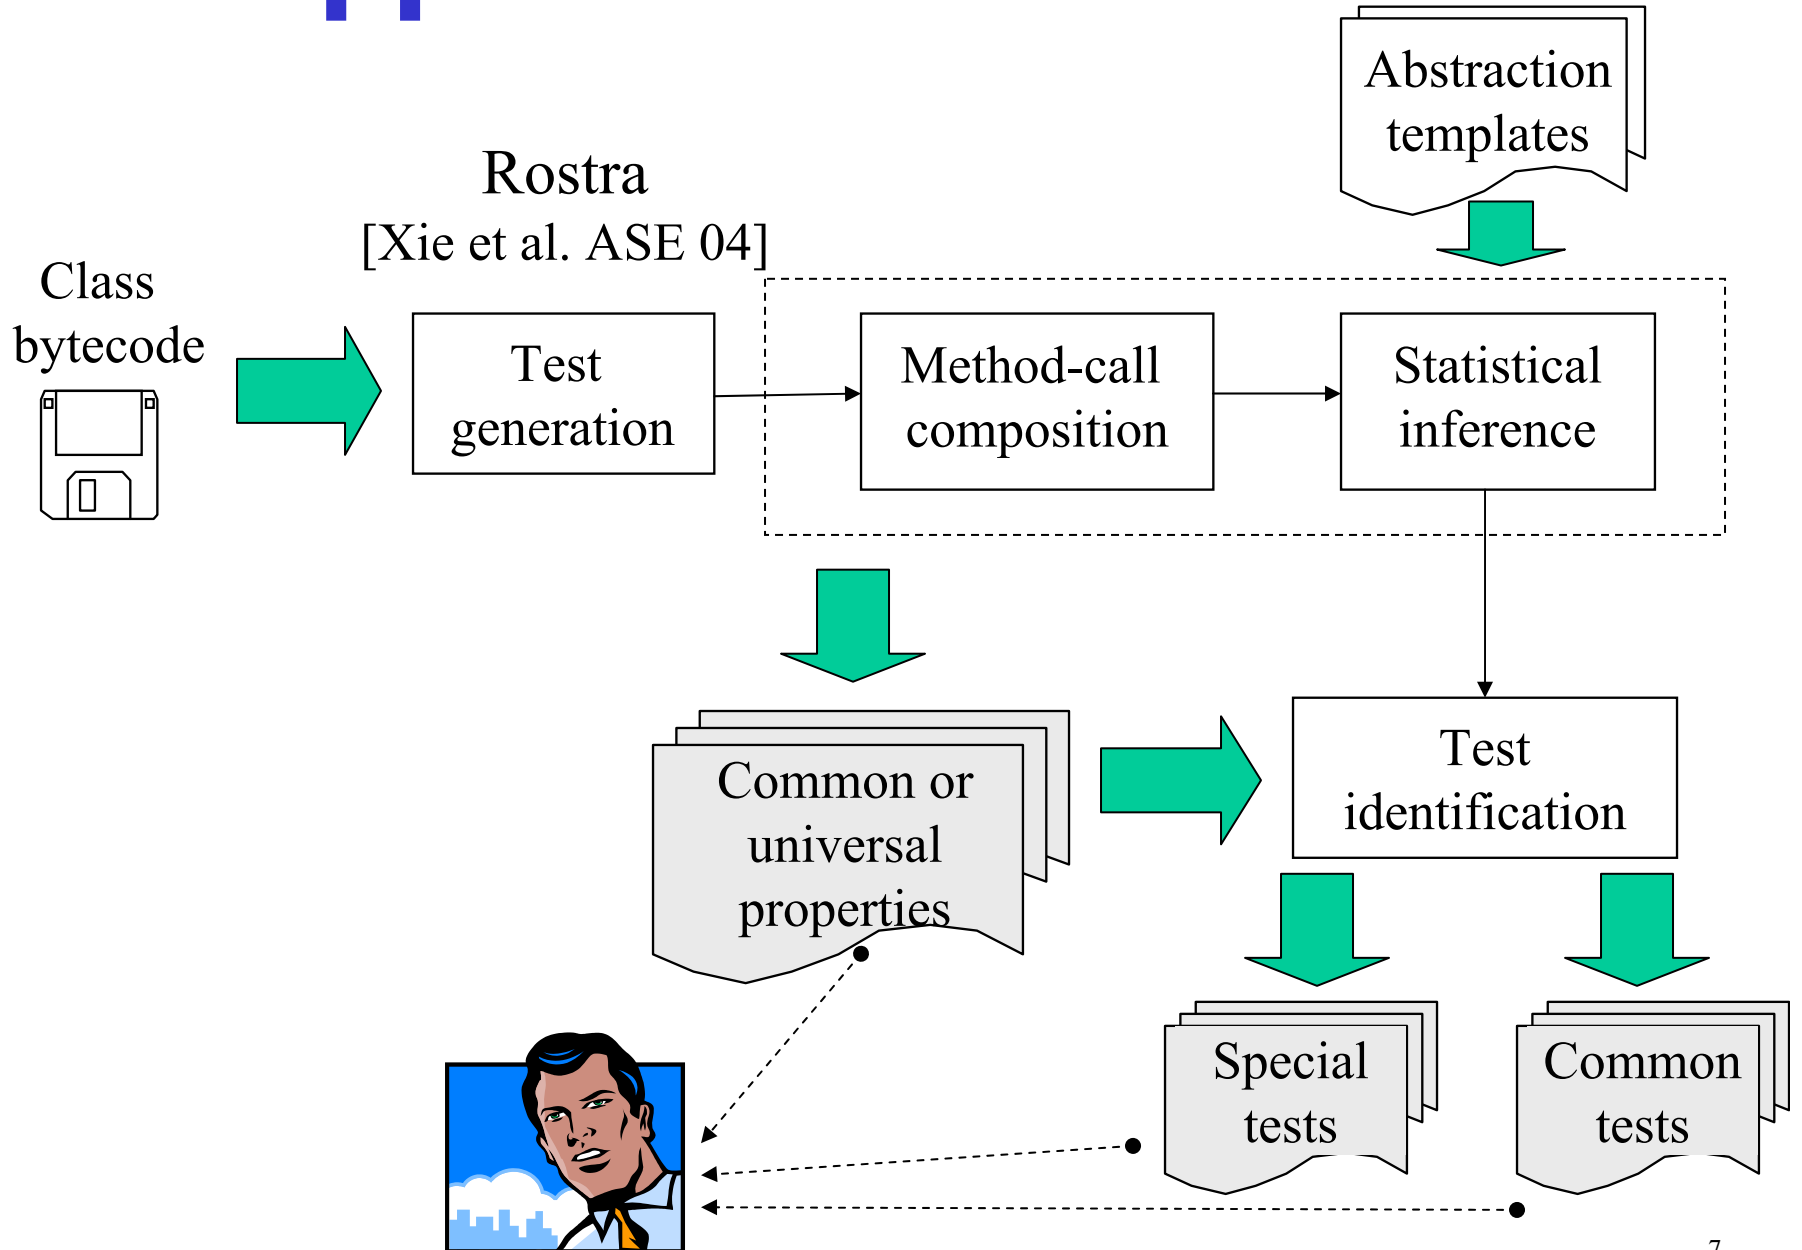 Abstraction
templates
Rostra
[Xie et al. ASE 04]
Class
bytecode
Test
generation
Method-call
composition
Statistical
inference
Common or
universal
properties
Test
identification
Special
tests
Common
tests
7